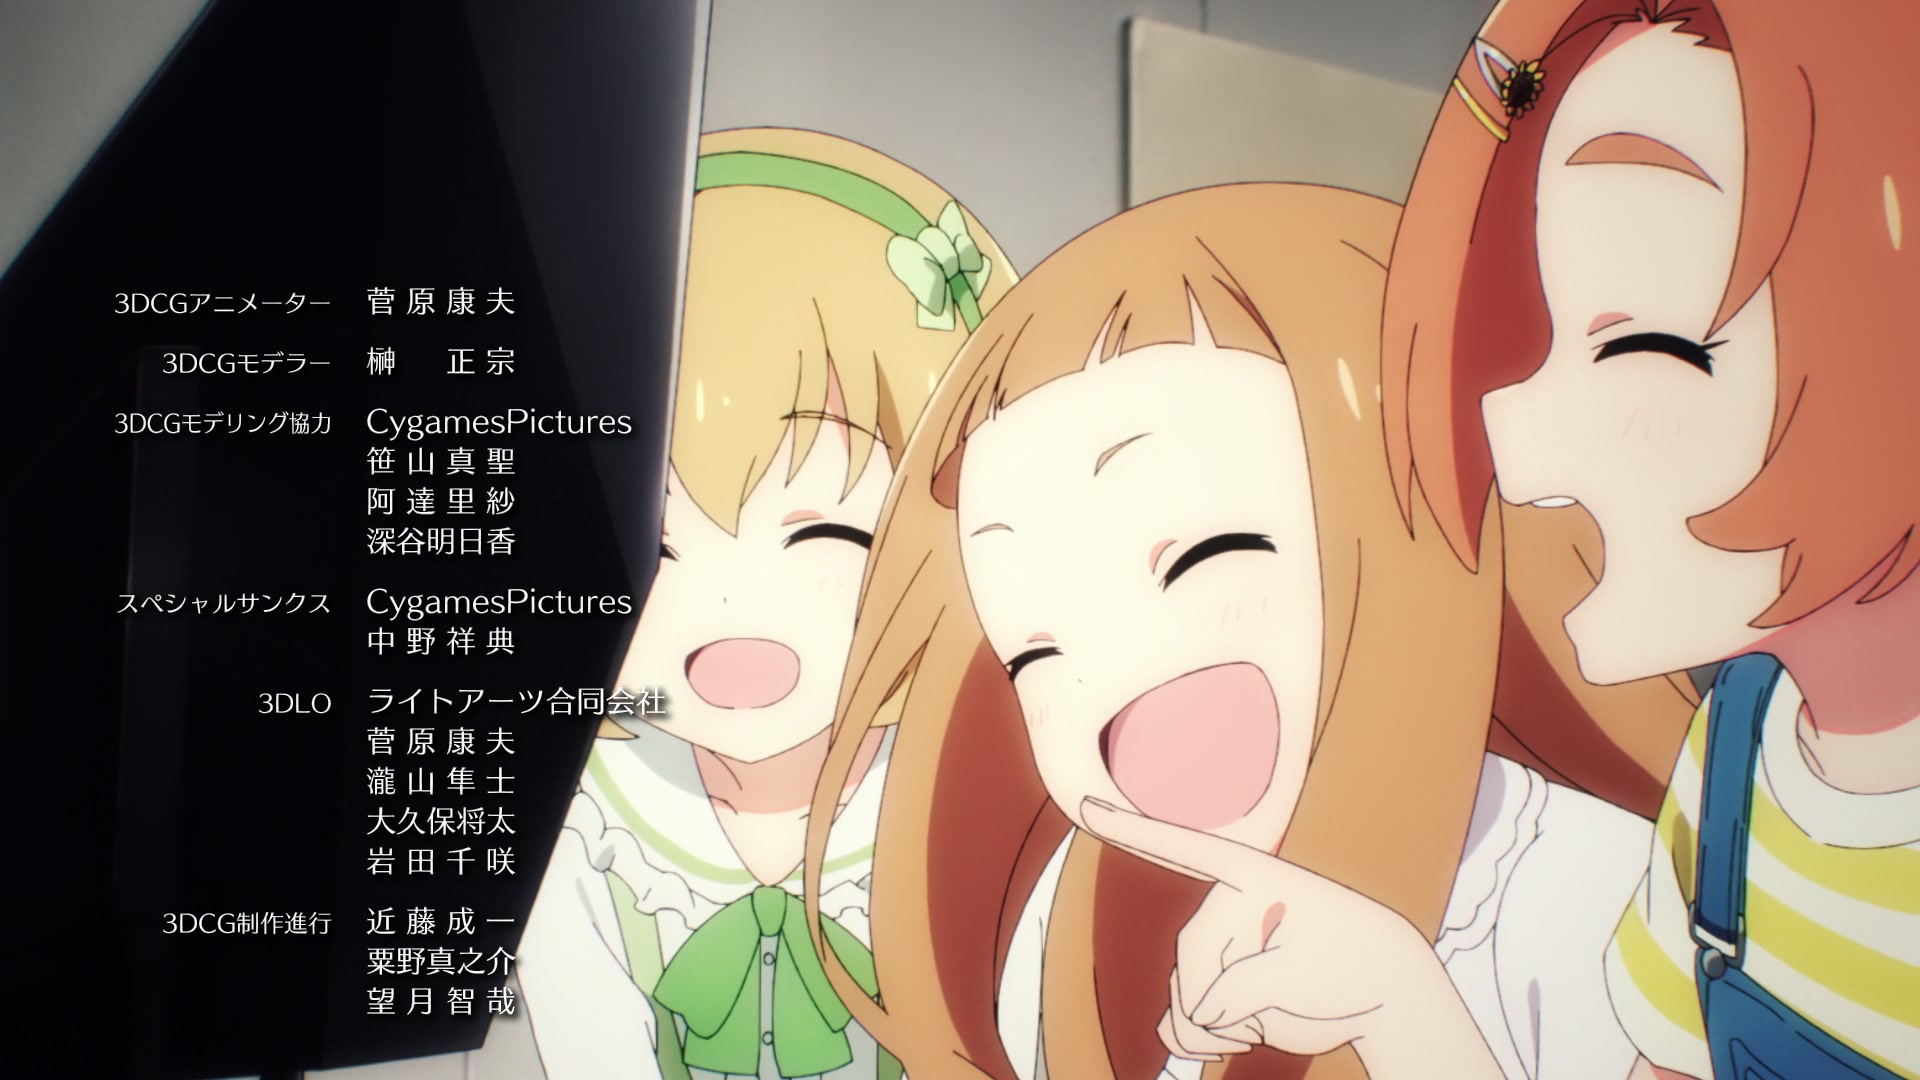 3DCGアニメーター 菅原康夫
3DCGモデラー 榊 正宗
3DCGモデリング協力 CygamesPictures
笹山真聖
阿達里紗
深谷明日香
スペシャルサンクス CygamesPictures
中野祥典
3DLO ライトアーツ合同会社
菅原康夫
瀧山隼士
大久保将太
岩田千咲
3DCG制作進行 近藤成一
粟野真之介
望月智哉